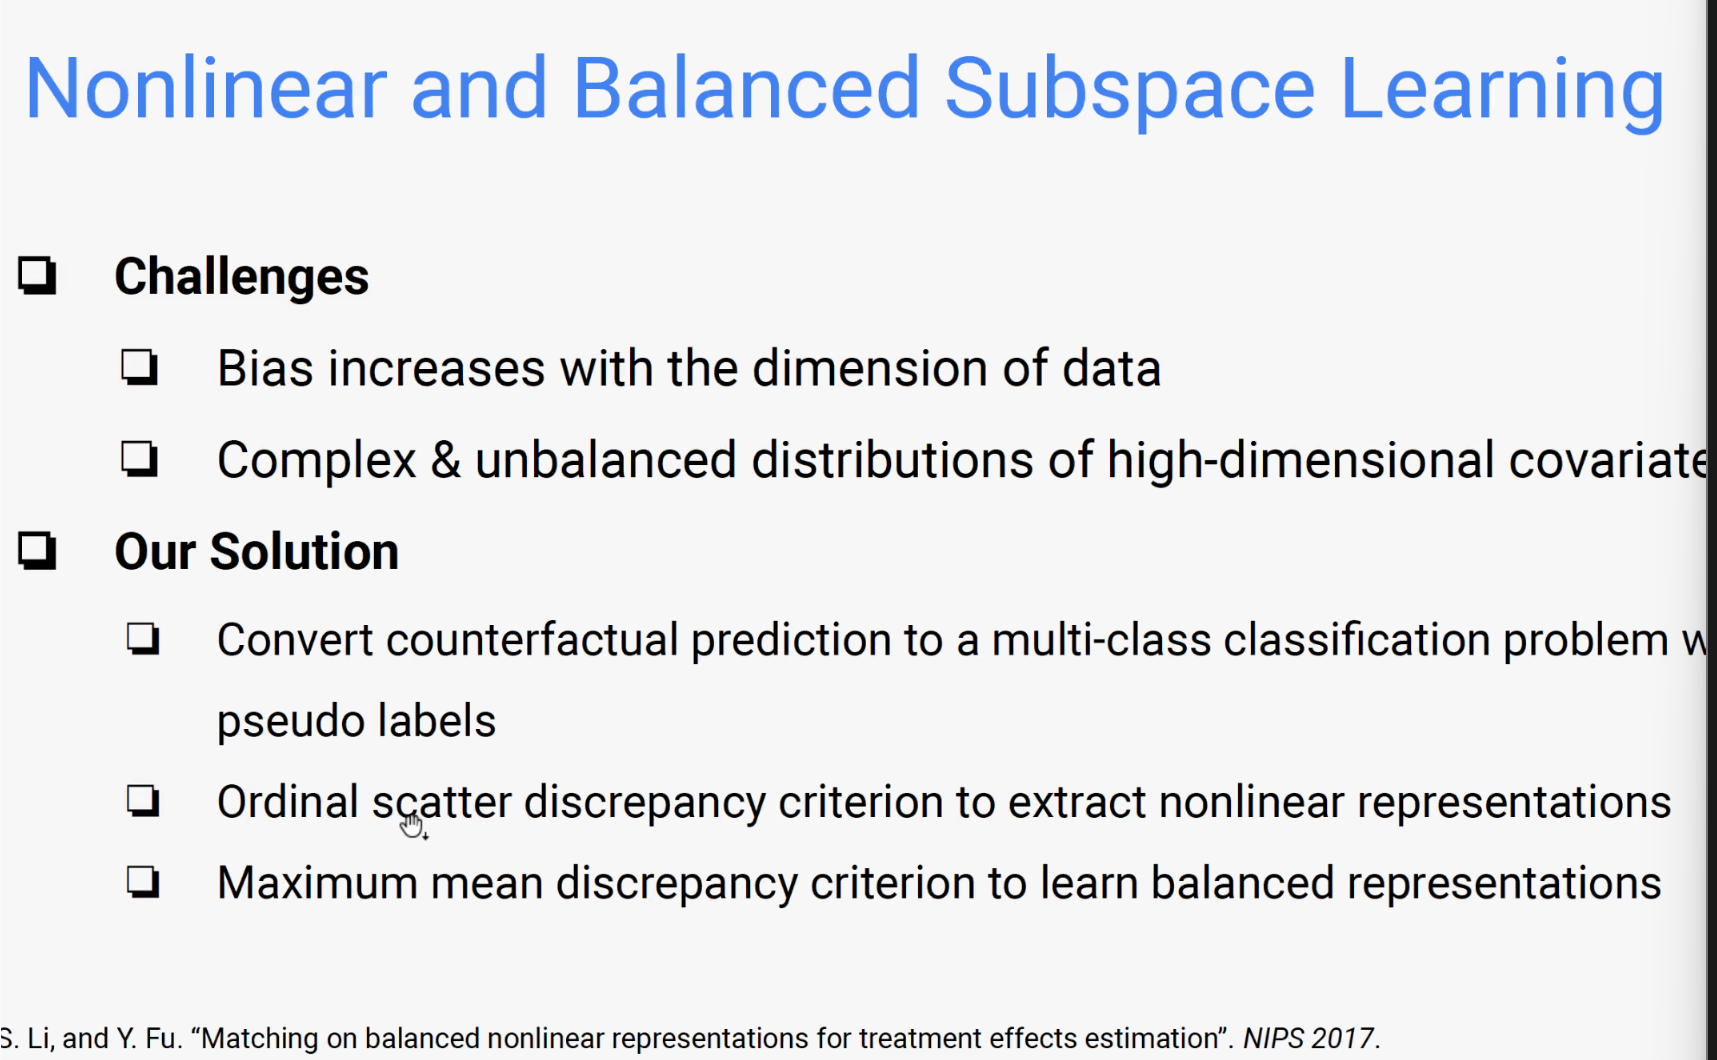 Nonlinear and Balanced Subspace Learning
Challenges
Bias increases with the dimension of data
Complex & unbalanced distributions of high-dimensional covariate
Our Solution
Convert counterfactual prediction to a multi-class classification problem w
pseudo labels
Ordinal scatter discrepancy criterion to extract nonlinear representations
Maximum mean discrepancy criterion to learn balanced representations
S. Li, and Y. Fu. “Matching on balanced nonlinear representations for treatment effects estimation”. NIPS 2017.